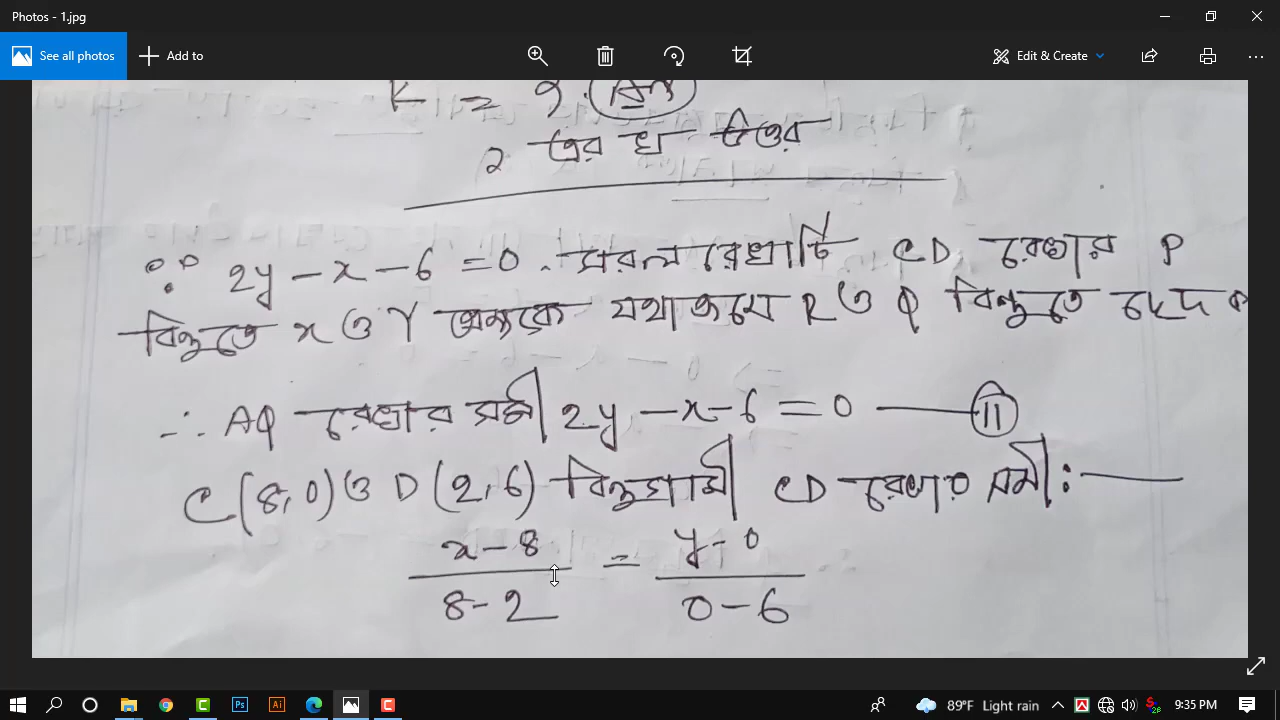 Photos - 1.jpg
See all photos
Add to
Edit & Create
K = 2.
2 এর খ উত্তর
∵ 2y - x - 6 = 0. সরল রেখাটি CD রেখার P
বিন্দুতে x ও Y অক্ষকে যথাক্রমে R ও Q বিন্দুতে ছেদ
∴ AQ রেখার সমী 2y - x - 6 = 0 —— II
C(8,0) ও D(2,6) বিন্দুগামী CD রেখার সমী:——
x - 8 / 8 - 2 = y - 0 / 0 - 6
89°F Light rain
9:35 PM